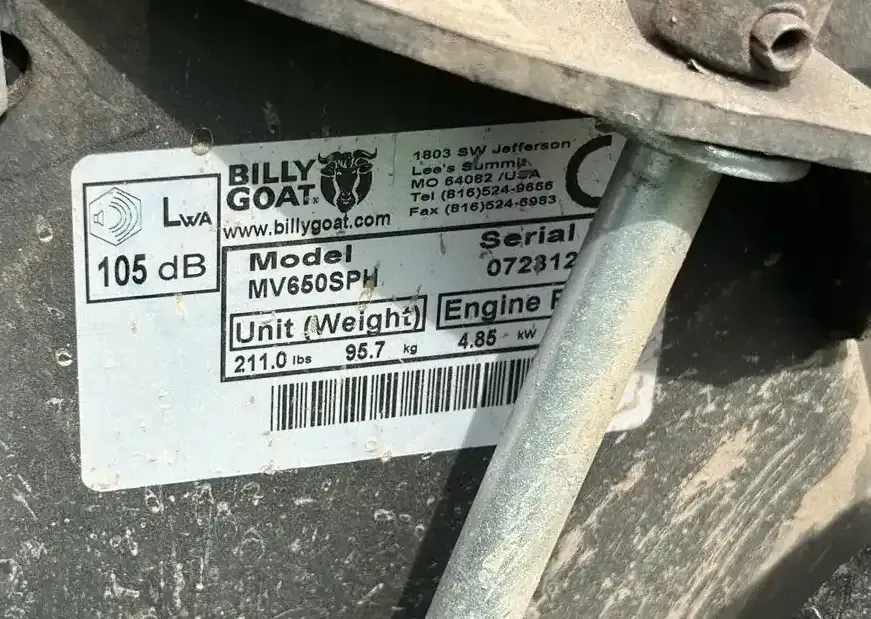 LWA
105 dB
BILLY
GOAT
www.billygoat.com
1803 SW Jefferson
Lee's Summit
MO 64082 /USA
Tel (816)524-9666
Fax (816)524-6983
C
Model Serial
MV650SPH 072812
Unit (Weight) Engine
211.0 lbs 95.7 kg 4.85 kW